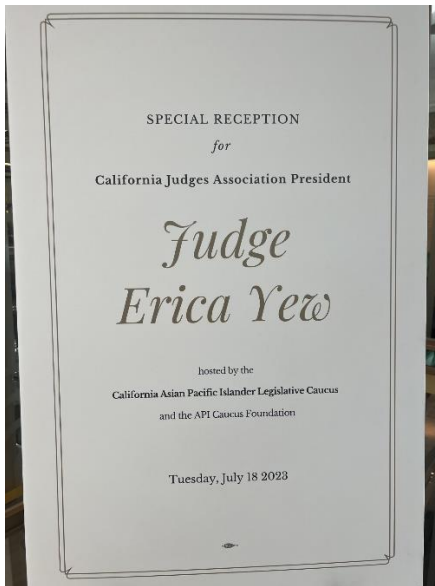 SPECIAL RECEPTION
for
California Judges Association President
Judge
Erica Yew
hosted by the
California Asian Pacific Islander Legislative Caucus
and the API Caucus Foundation
Tuesday, July 18 2023